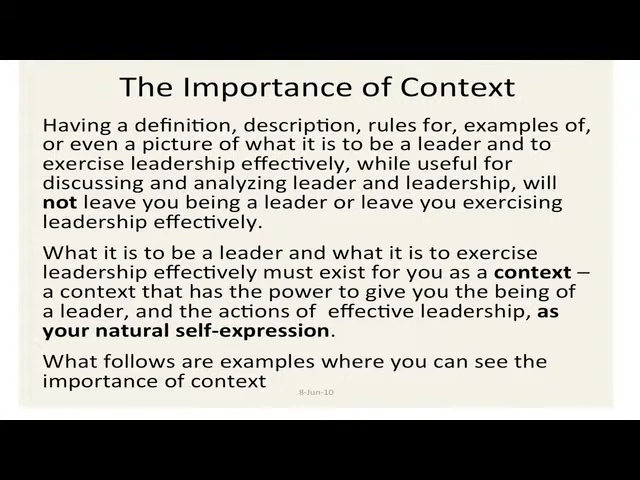 The Importance of Context
Having a definition, description, rules for, examples of,
or even a picture of what it is to be a leader and to
exercise leadership effectively, while useful for
discussing and analyzing leader and leadership, will
not leave you being a leader or leave you exercising
leadership effectively.
What it is to be a leader and what it is to exercise
leadership effectively must exist for you as a context –
a context that has the power to give you the being of
a leader, and the actions of effective leadership, as
your natural self-expression.
What follows are examples where you can see the
importance of context
8-Jun-10